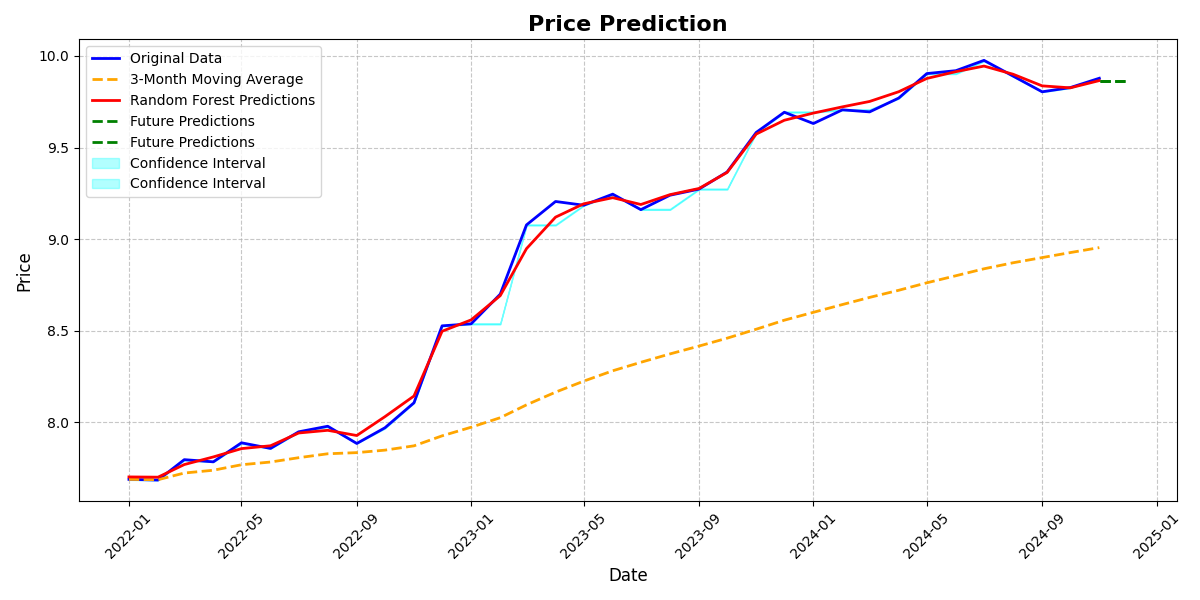 Price Prediction
Original Data
3-Month Moving Average
Random Forest Predictions
Future Predictions
Future Predictions
Confidence Interval
Confidence Interval
10.0
9.5
9.0
8.5
8.0
Price
2022-01
2022-05
2022-09
2023-01
2023-05
2023-09
2024-01
2024-05
2024-09
2025-01
Date